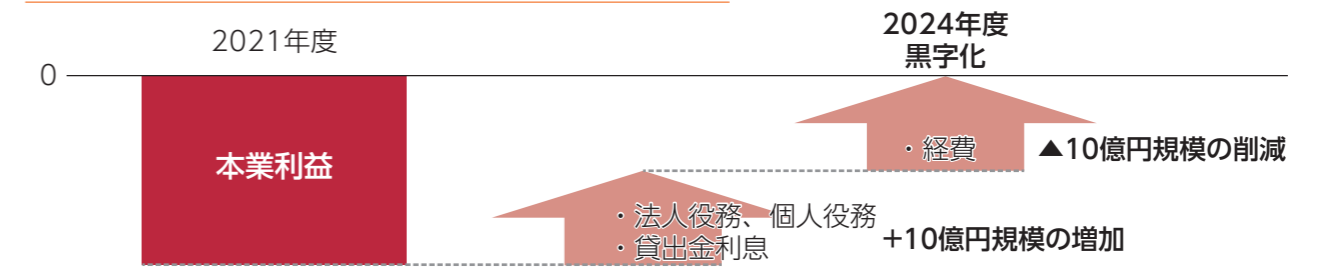 2021年度
2024年度
黒字化
0
本業利益
・経費
▲10億円規模の削減
・法人役務、個人役務
・貸出金利息
+10億円規模の増加